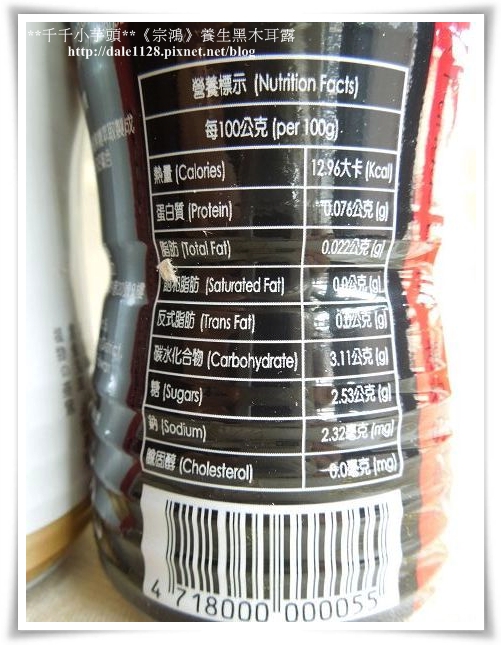 **千千小芋頭**《宗鴻》養生黑木耳露
http://dale1128.pixnet.net/blog
營養標示 (Nutrition Facts)
每100公克 (per 100g)
熱量 (Calories) 12.96大卡 (Kcal)
蛋白質 (Protein) 0.076公克 (g)
脂肪 (Total Fat) 0.022公克 (g)
飽和脂肪 (Saturated Fat) 0.0公克 (g)
反式脂肪 (Trans Fat) 0.0公克 (g)
碳水化合物 (Carbohydrate) 3.11公克 (g)
糖 (Sugars) 2.53公克 (g)
鈉 (Sodium) 2.32毫克 (mg)
膽固醇 (Cholesterol) 0.0毫克 (mg)
4 718000 000055